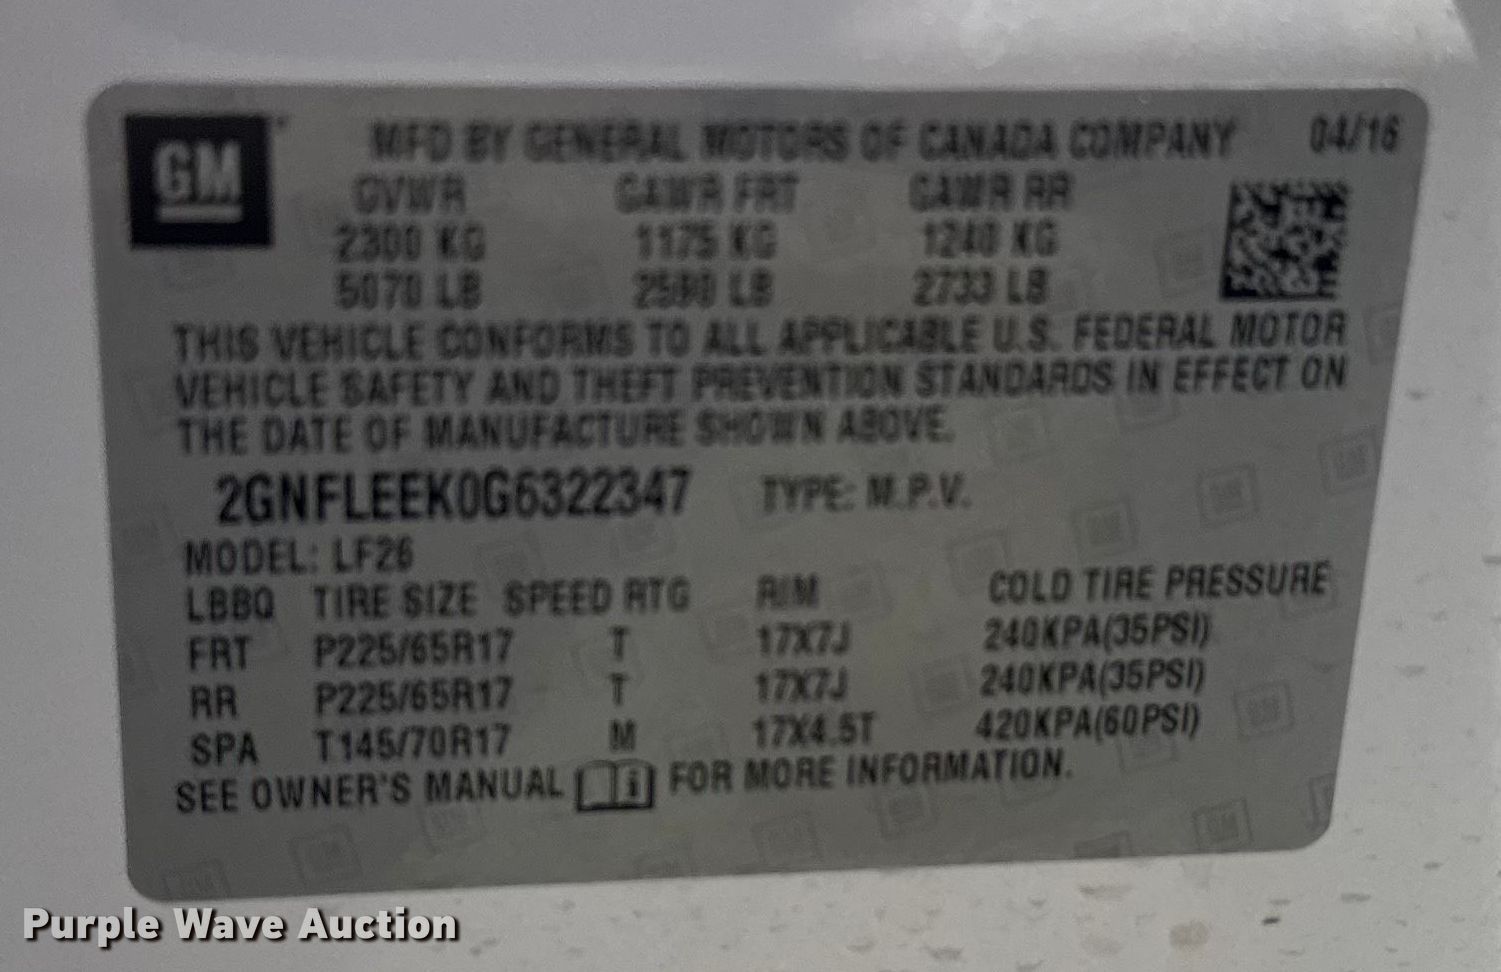 GM
MFD BY GENERAL MOTORS OF CANADA COMPANY 04/16
GVWR GAWR FRT GAWR RR
2300 KG 1175 KG 1240 KG
5070 LB 2590 LB 2733 LB
THIS VEHICLE CONFORMS TO ALL APPLICABLE U.S. FEDERAL MOTOR
VEHICLE SAFETY AND THEFT PREVENTION STANDARDS IN EFFECT ON
THE DATE OF MANUFACTURE SHOWN ABOVE.
2GNFLEEK0G6322347 TYPE: M.P.V.
MODEL: LF26
LBBQ TIRE SIZE SPEED RTG RIM COLD TIRE PRESSURE
FRT P225/65R17 T 17X7J 240KPA(35PSI)
RR P225/65R17 T 17X7J 240KPA(35PSI)
SPA T145/70R17 M 17X4.5T 420KPA(60PSI)
SEE OWNER'S MANUAL i FOR MORE INFORMATION.
Purple Wave Auction